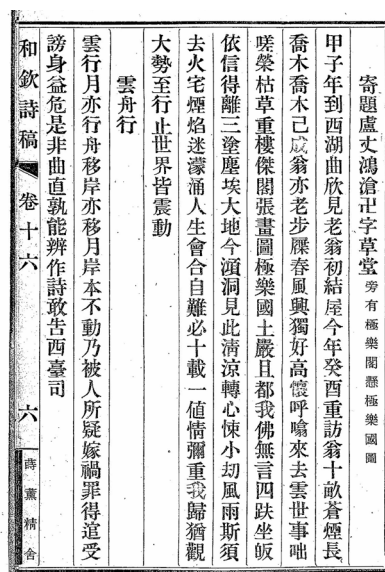 寄題盧丈鴻滄卍字草堂 旁有極樂閣懸極樂國圖
甲子年到西湖曲欣見老翁初結屋今年癸酉重訪翁十畝蒼煙長
喬木喬木已成翁亦老步屧春風興獨好高懷呼噏來去雲世事咄
嗟榮枯草重樓傑閣張畫圖極樂國土嚴且都我佛無言四趺坐皈
依信得離三塗塵埃大地今澒洞見此淸涼轉心悚小劫風雨斯須
去火宅煙焰迷濛涌人生會合自難必十載一値情彌重我歸猶觀
大勢至行止世界皆震動
雲舟行
雲行月亦行舟移岸亦移月岸本不動乃被人所疑嫁禍罪得逭受
謗身益危是非曲直孰能辨作詩敢吿西臺司
和欽詩稿
卷十六
六
蒔薰精舍